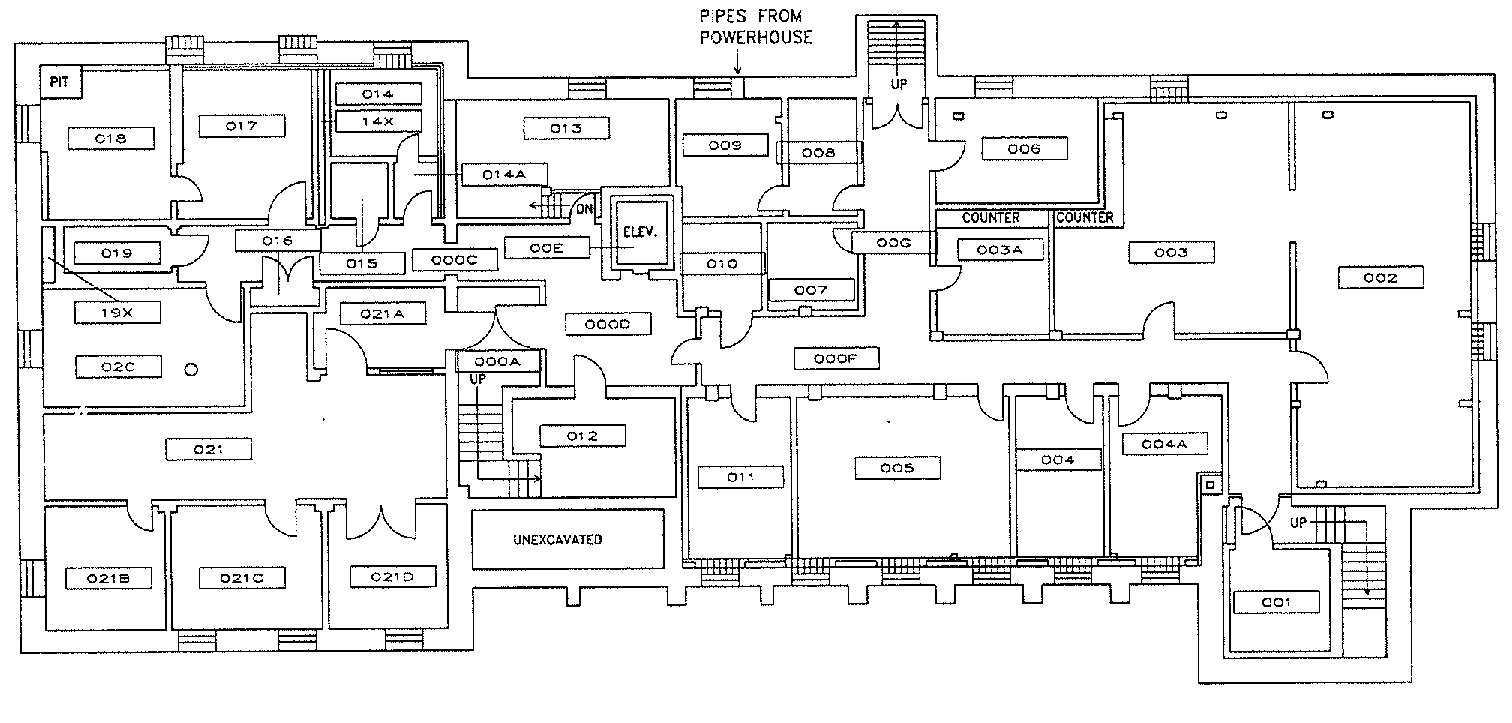 PIPES FROM
POWERHOUSE
PIT
UP
014
14X
018
017
013
009
008
006
014A
DN
COUNTER
COUNTER
ELEV.
016
00E
00G
003A
003
019
015
000C
010
002
007
19X
021A
000D
02C
000A
000F
UP
021
012
004A
011
005
004
UP
UNEXCAVATED
021B
021C
021D
001